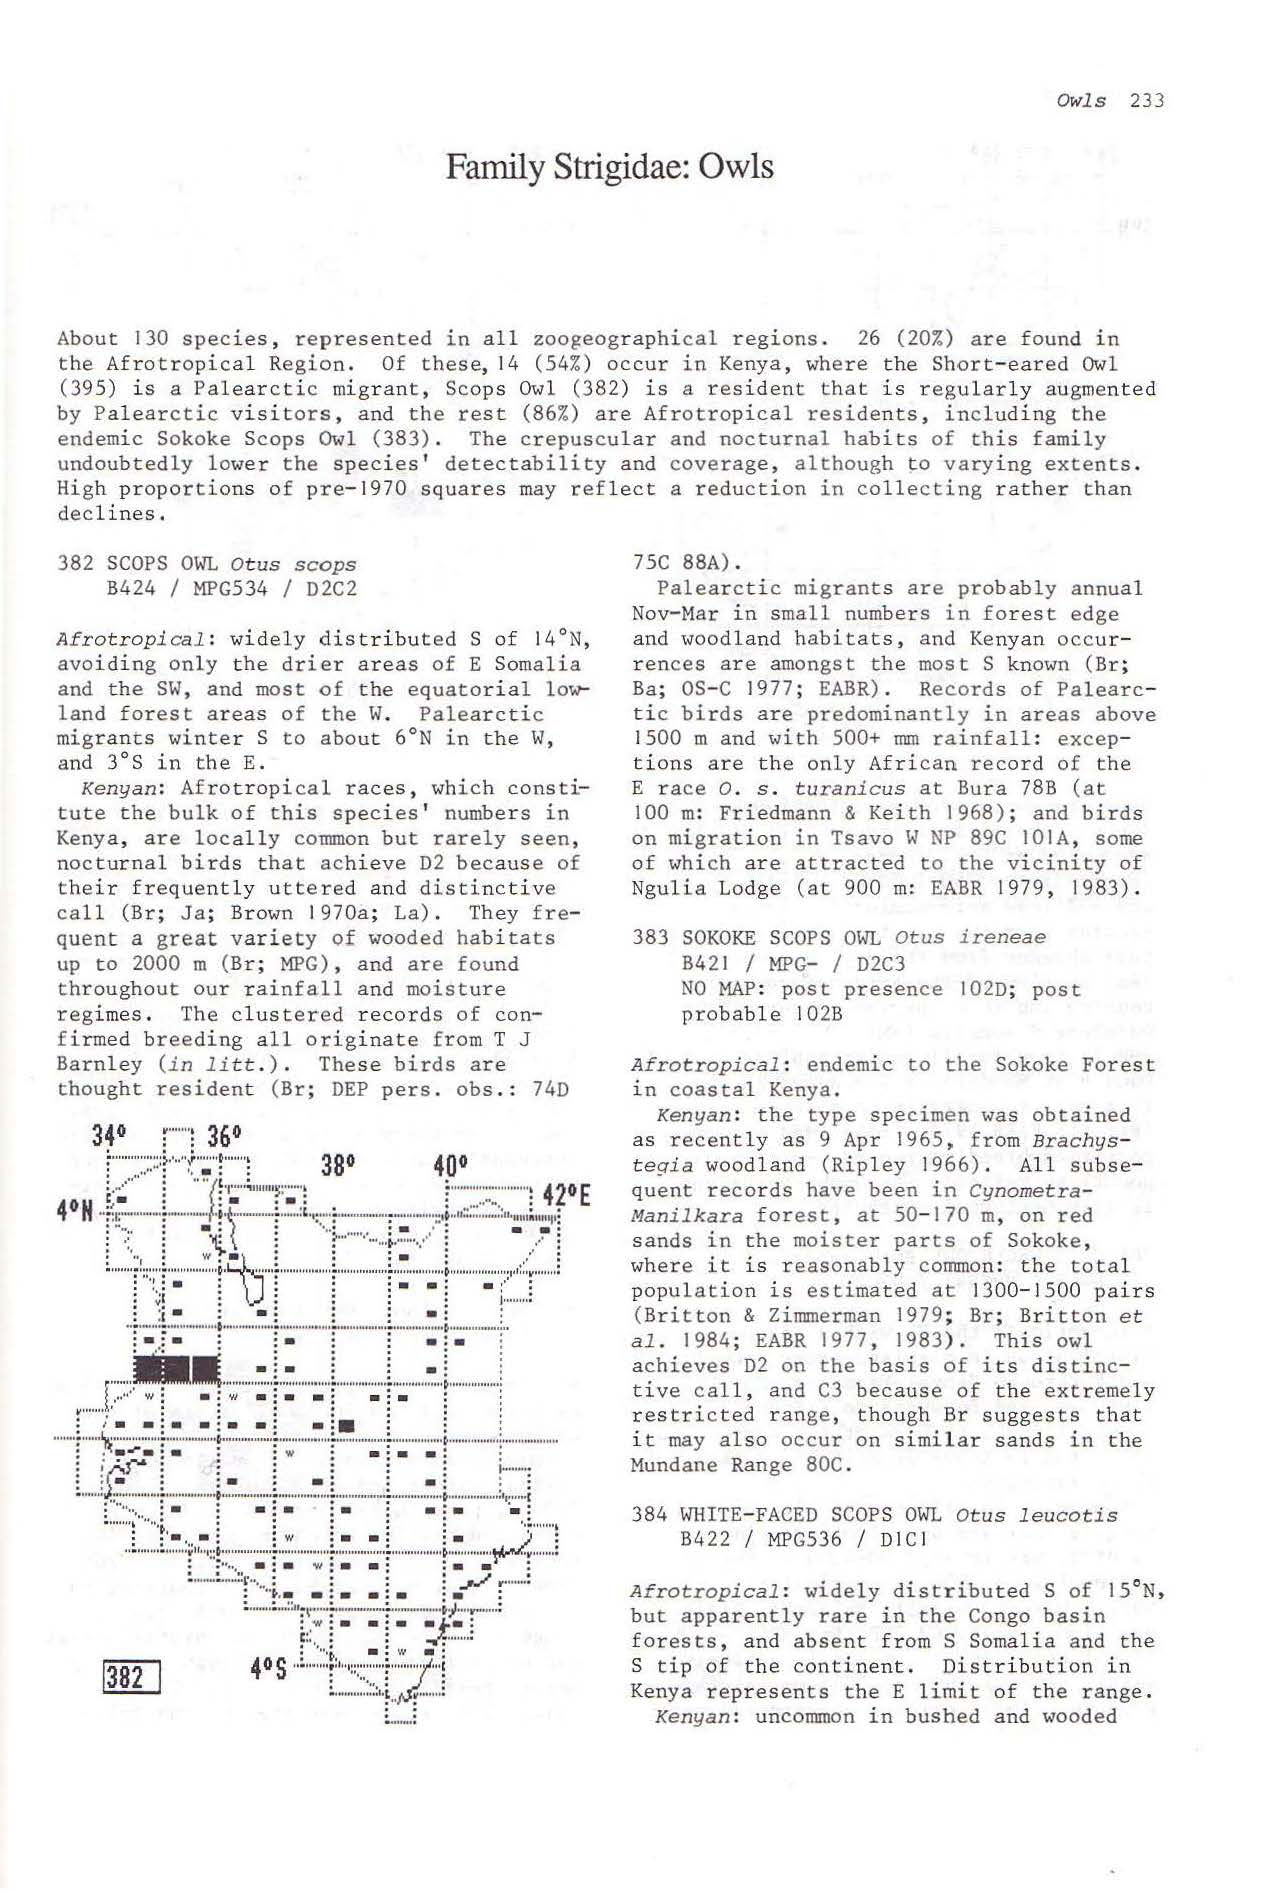 Owls 233
Family Strigidae: Owls
About 130 species, represented in all zoogeographical regions. 26 (20%) are found in
the Afrotropical Region. Of these, 14 (54%) occur in Kenya, where the Short-eared Owl
(395) is a Palearctic migrant, Scops Owl (382) is a resident that is regularly augmented
by Palearctic visitors, and the rest (86%) are Afrotropical residents, including the
endemic Sokoke Scops Owl (383). The crepuscular and nocturnal habits of this family
undoubtedly lower the species' detectability and coverage, although to varying extents.
High proportions of pre-1970 squares may reflect a reduction in collecting rather than
declines.
382 SCOPS OWL Otus scops
B424 / MPG534 / D2C2
Afrotropical: widely distributed S of 14°N,
avoiding only the drier areas of E Somalia
and the SW, and most of the equatorial low-
land forest areas of the W. Palearctic
migrants winter S to about 6°N in the W,
and 3°S in the E.
Kenyan: Afrotropical races, which consti-
tute the bulk of this species' numbers in
Kenya, are locally common but rarely seen,
nocturnal birds that achieve D2 because of
their frequently uttered and distinctive
call (Br; Ja; Brown 1970a; La). They fre-
quent a great variety of wooded habitats
up to 2000 m (Br; MPG), and are found
throughout our rainfall and moisture
regimes. The clustered records of con-
firmed breeding all originate from T J
Barnley (in litt.). These birds are
thought resident (Br; DEP pers. obs.: 74D
34° 36°
38° 40°
4°N 42°E
w
w w
w
w
w
w
w
4°S
382
75C 88A).
Palearctic migrants are probably annual
Nov-Mar in small numbers in forest edge
and woodland habitats, and Kenyan occur-
rences are amongst the most S known (Br;
Ba; OS-C 1977; EABR). Records of Palearc-
tic birds are predominantly in areas above
1500 m and with 500+ mm rainfall: excep-
tions are the only African record of the
E race O. s. turanicus at Bura 78B (at
100 m: Friedmann & Keith 1968); and birds
on migration in Tsavo W NP 89C 101A, some
of which are attracted to the vicinity of
Ngulia Lodge (at 900 m: EABR 1979, 1983).
383 SOKOKE SCOPS OWL Otus ireneae
B421 / MPG- / D2C3
NO MAP: post presence 102D; post
probable 102B
Afrotropical: endemic to the Sokoke Forest
in coastal Kenya.
Kenyan: the type specimen was obtained
as recently as 9 Apr 1965, from Brachys-
tegia woodland (Ripley 1966). All subse-
quent records have been in Cynometra-
Manilkara forest, at 50-170 m, on red
sands in the moister parts of Sokoke,
where it is reasonably common: the total
population is estimated at 1300-1500 pairs
(Britton & Zimmerman 1979; Br; Britton et
al. 1984; EABR 1977, 1983). This owl
achieves D2 on the basis of its distinc-
tive call, and C3 because of the extremely
restricted range, though Br suggests that
it may also occur on similar sands in the
Mundane Range 80C.
384 WHITE-FACED SCOPS OWL Otus leucotis
B422 / MPG536 / D1C1
Afrotropical: widely distributed S of 15°N,
but apparently rare in the Congo basin
forests, and absent from S Somalia and the
S tip of the continent. Distribution in
Kenya represents the E limit of the range.
Kenyan: uncommon in bushed and wooded